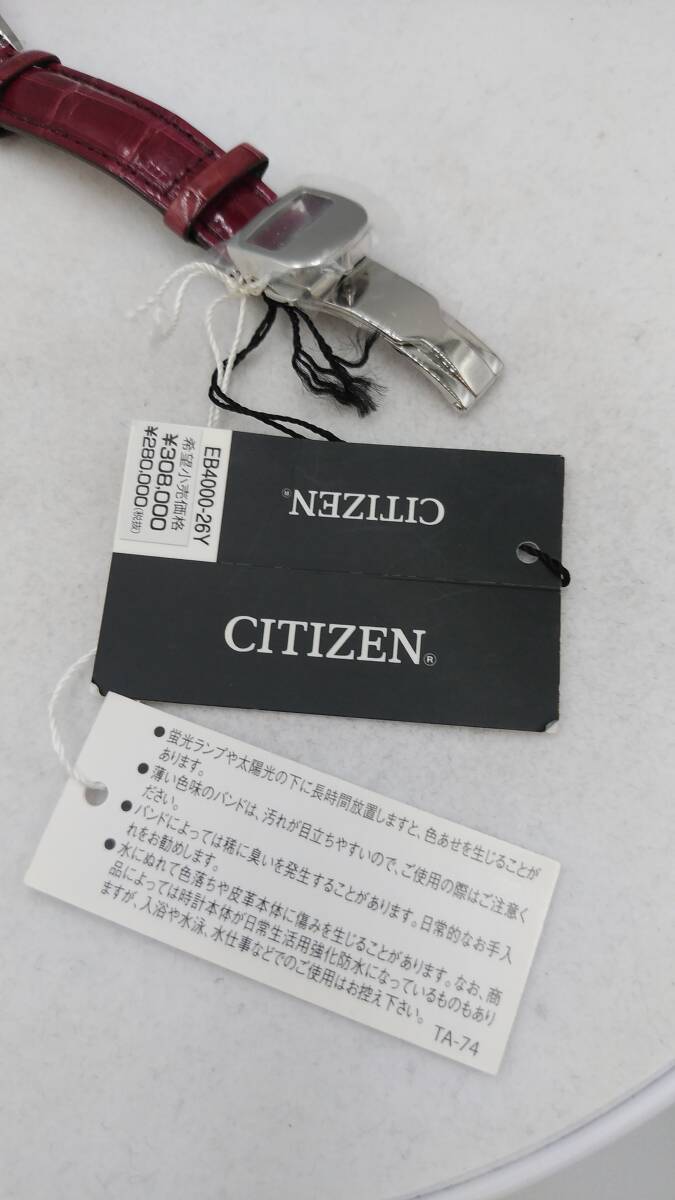 EB4000-26Y
希望小売価格
¥308,000
¥280,000(税抜)
CITIZEN®
CITIZEN®
●蛍光ランプや太陽光の下に長時間放置しますと、色あせを生じることが
あります。
●薄い色味のバンドは、汚れが目立ちやすいので、ご使用の際はご注意く
ださい。
●バンドによっては稀に臭いを発生することがあります。日常的なお手入
れをお勧めします。
●水にぬれて色落ちや皮革本体に傷みを生じることがあります。なお、商
品によっては時計本体が日常生活用強化防水になっているものもあり
ますが、入浴や水泳、水仕事などでのご使用はお控え下さい。
TA-74